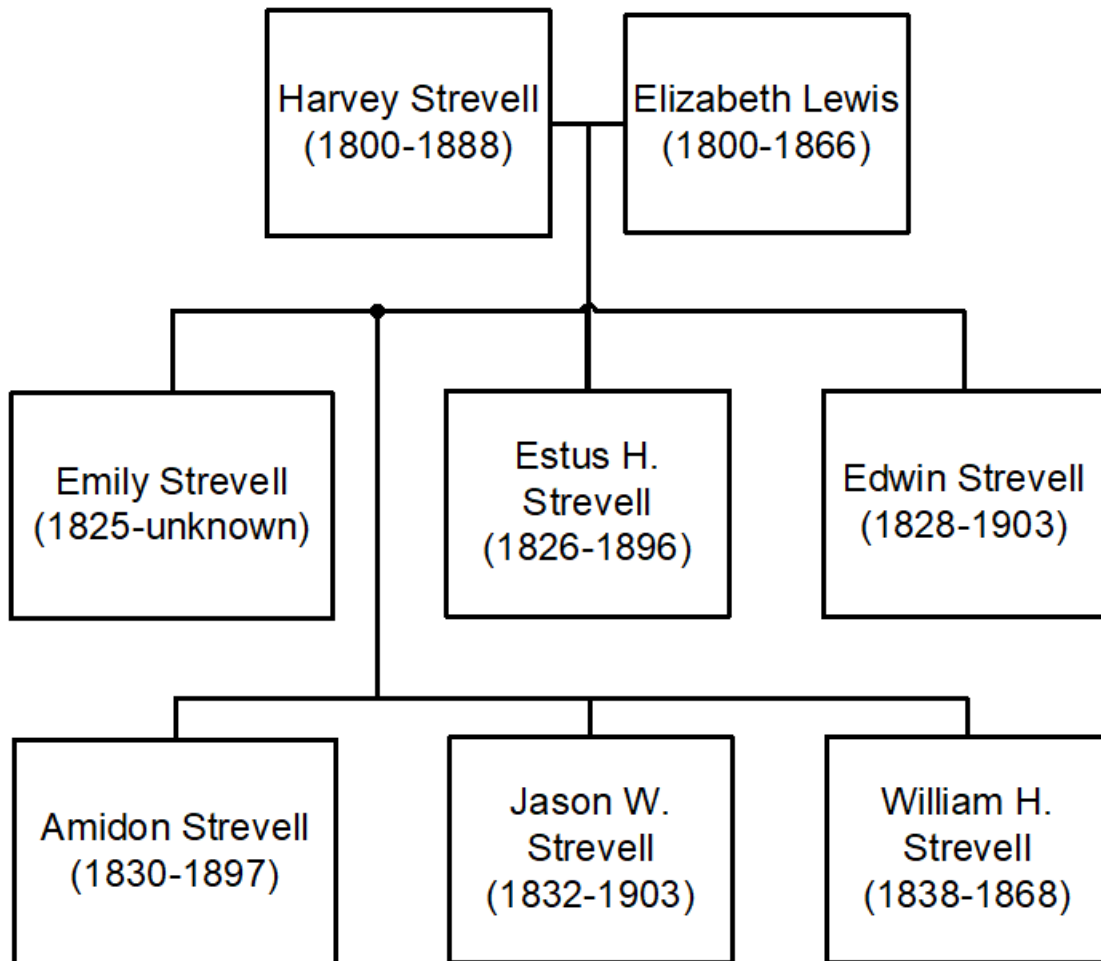 Harvey Strevell
(1800-1888)
Elizabeth Lewis
(1800-1866)
Emily Strevell
(1825-unknown)
Estus H.
Strevell
(1826-1896)
Edwin Strevell
(1828-1903)
Amidon Strevell
(1830-1897)
Jason W.
Strevell
(1832-1903)
William H.
Strevell
(1838-1868)